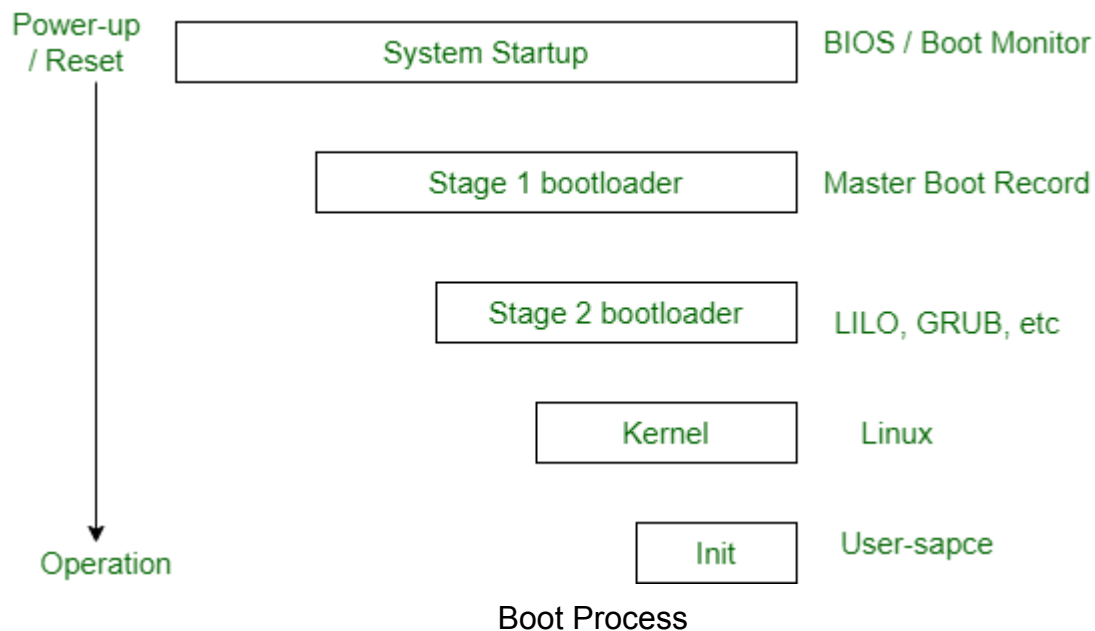 Power-up
/ Reset
System Startup
BIOS / Boot Monitor
Stage 1 bootloader
Master Boot Record
Stage 2 bootloader
LILO, GRUB, etc
Kernel
Linux
Init
User-sapce
Operation
Boot Process